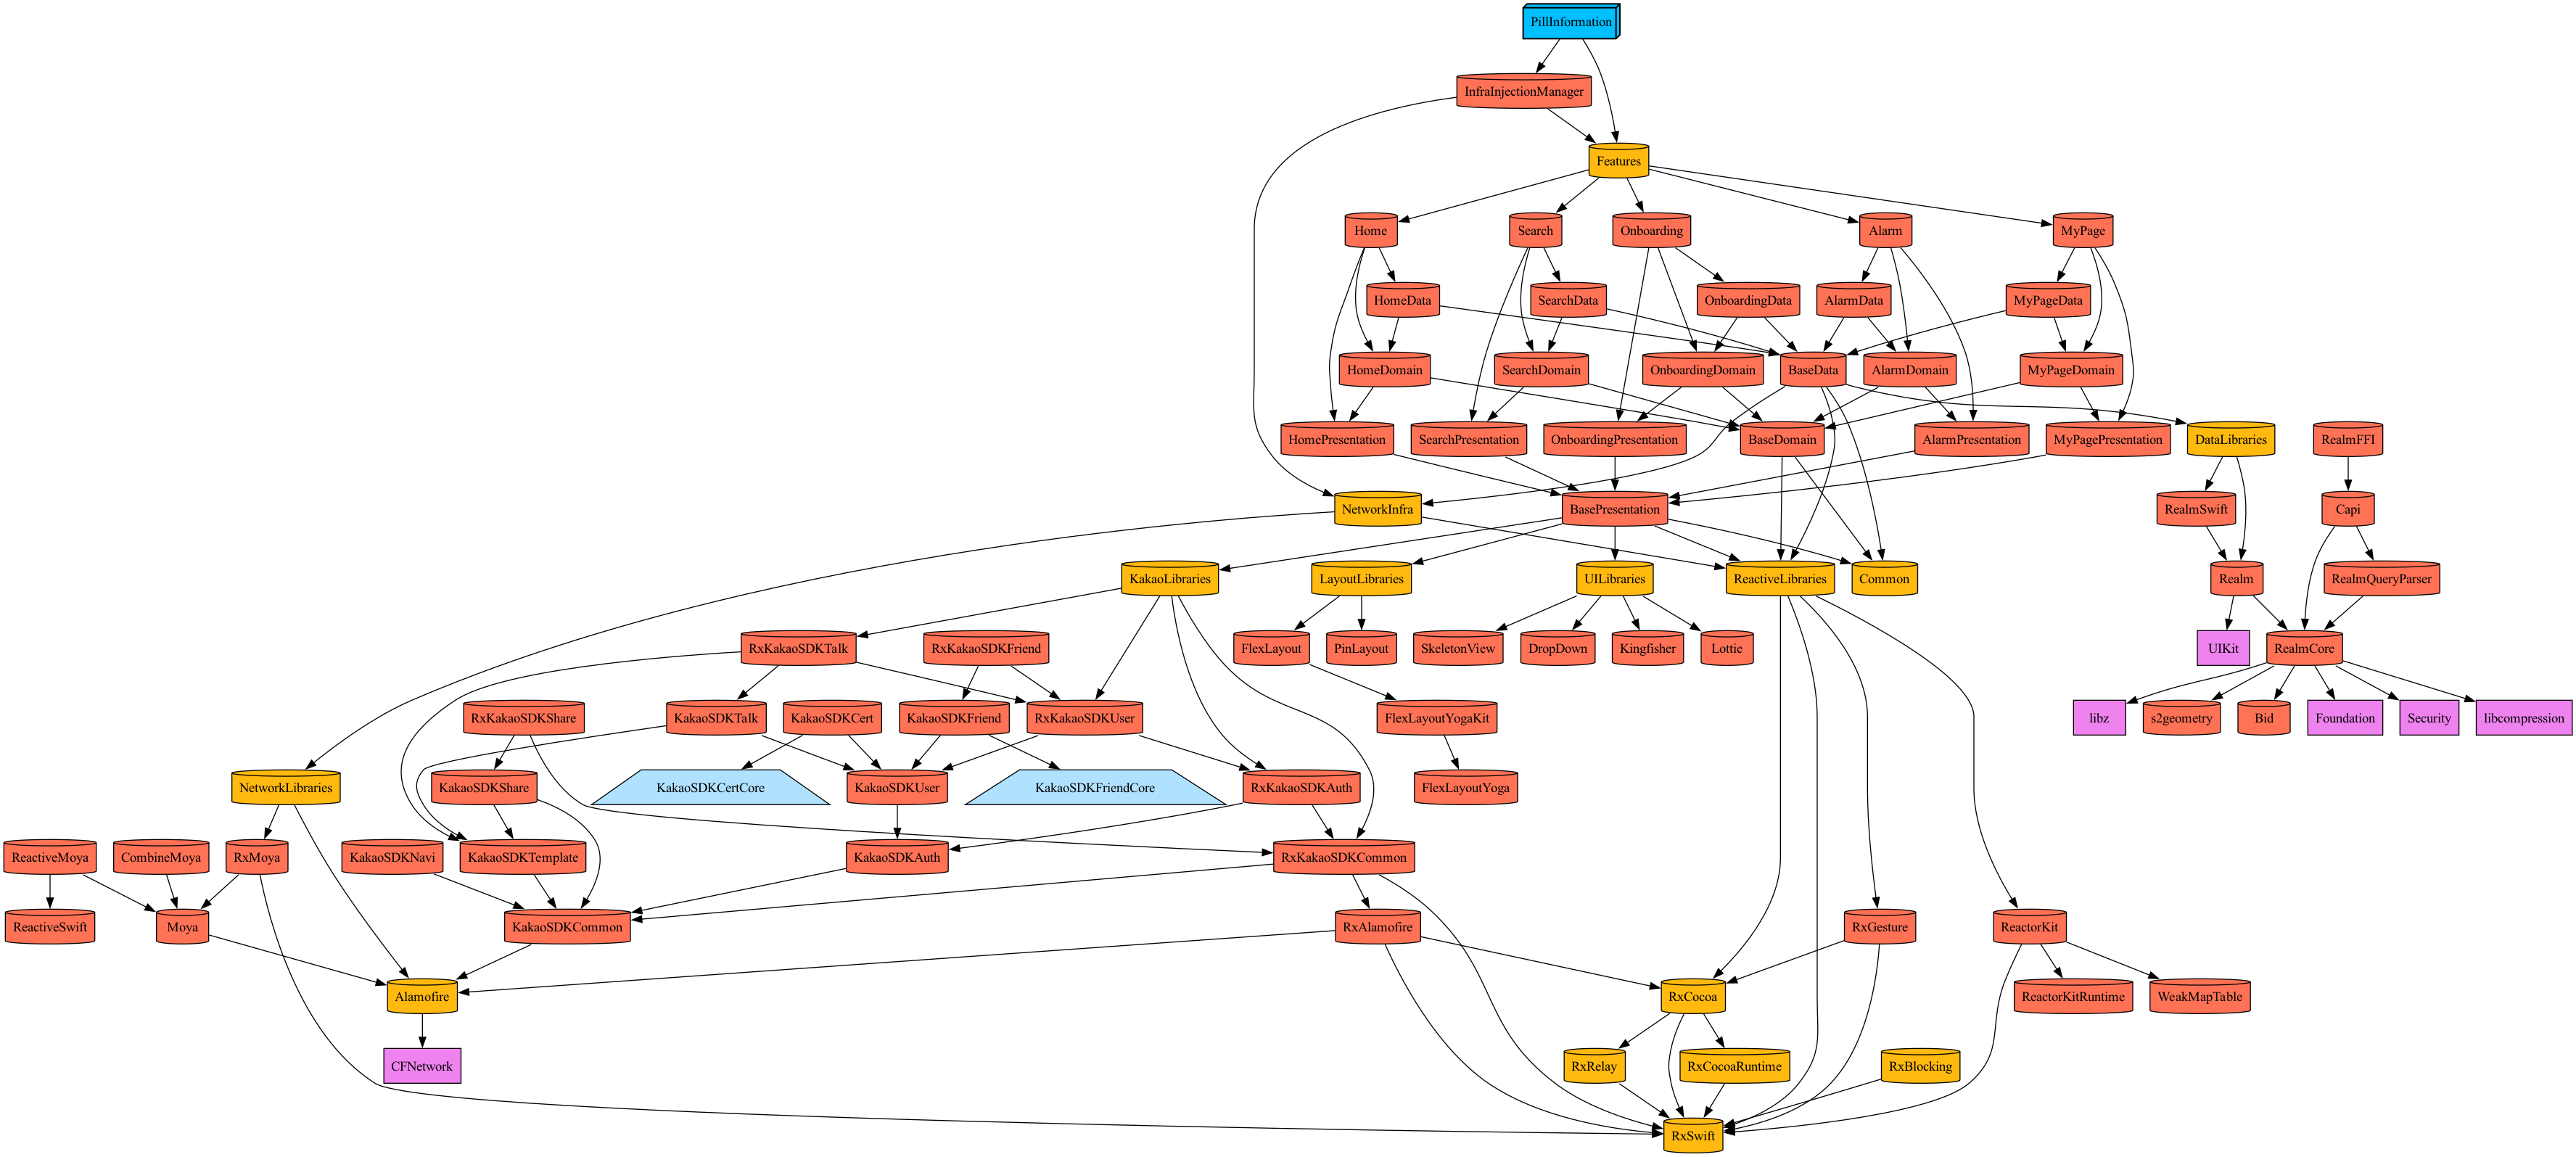 PillInformation
InfraInjectionManager
Features
Home
Search
Onboarding
Alarm
MyPage
HomeData
SearchData
OnboardingData
AlarmData
MyPageData
HomeDomain
SearchDomain
OnboardingDomain
BaseData
AlarmDomain
MyPageDomain
HomePresentation
SearchPresentation
OnboardingPresentation
BaseDomain
AlarmPresentation
MyPagePresentation
DataLibraries
RealmFFI
NetworkInfra
BasePresentation
RealmSwift
Capi
KakaoLibraries
LayoutLibraries
UILibraries
ReactiveLibraries
Common
Realm
RealmQueryParser
RxKakaoSDKTalk
RxKakaoSDKFriend
FlexLayout
PinLayout
SkeletonView
DropDown
Kingfisher
Lottie
UIKit
RealmCore
RxKakaoSDKShare
KakaoSDKTalk
KakaoSDKCert
KakaoSDKFriend
RxKakaoSDKUser
FlexLayoutYogaKit
libz
s2geometry
Bid
Foundation
Security
libcompression
NetworkLibraries
KakaoSDKShare
KakaoSDKCertCore
KakaoSDKUser
KakaoSDKFriendCore
RxKakaoSDKAuth
FlexLayoutYoga
ReactiveMoya
CombineMoya
RxMoya
KakaoSDKNavi
KakaoSDKTemplate
KakaoSDKAuth
RxKakaoSDKCommon
ReactiveSwift
Moya
KakaoSDKCommon
RxAlamofire
RxGesture
ReactorKit
Alamofire
RxCocoa
ReactorKitRuntime
WeakMapTable
CFNetwork
RxRelay
RxCocoaRuntime
RxBlocking
RxSwift